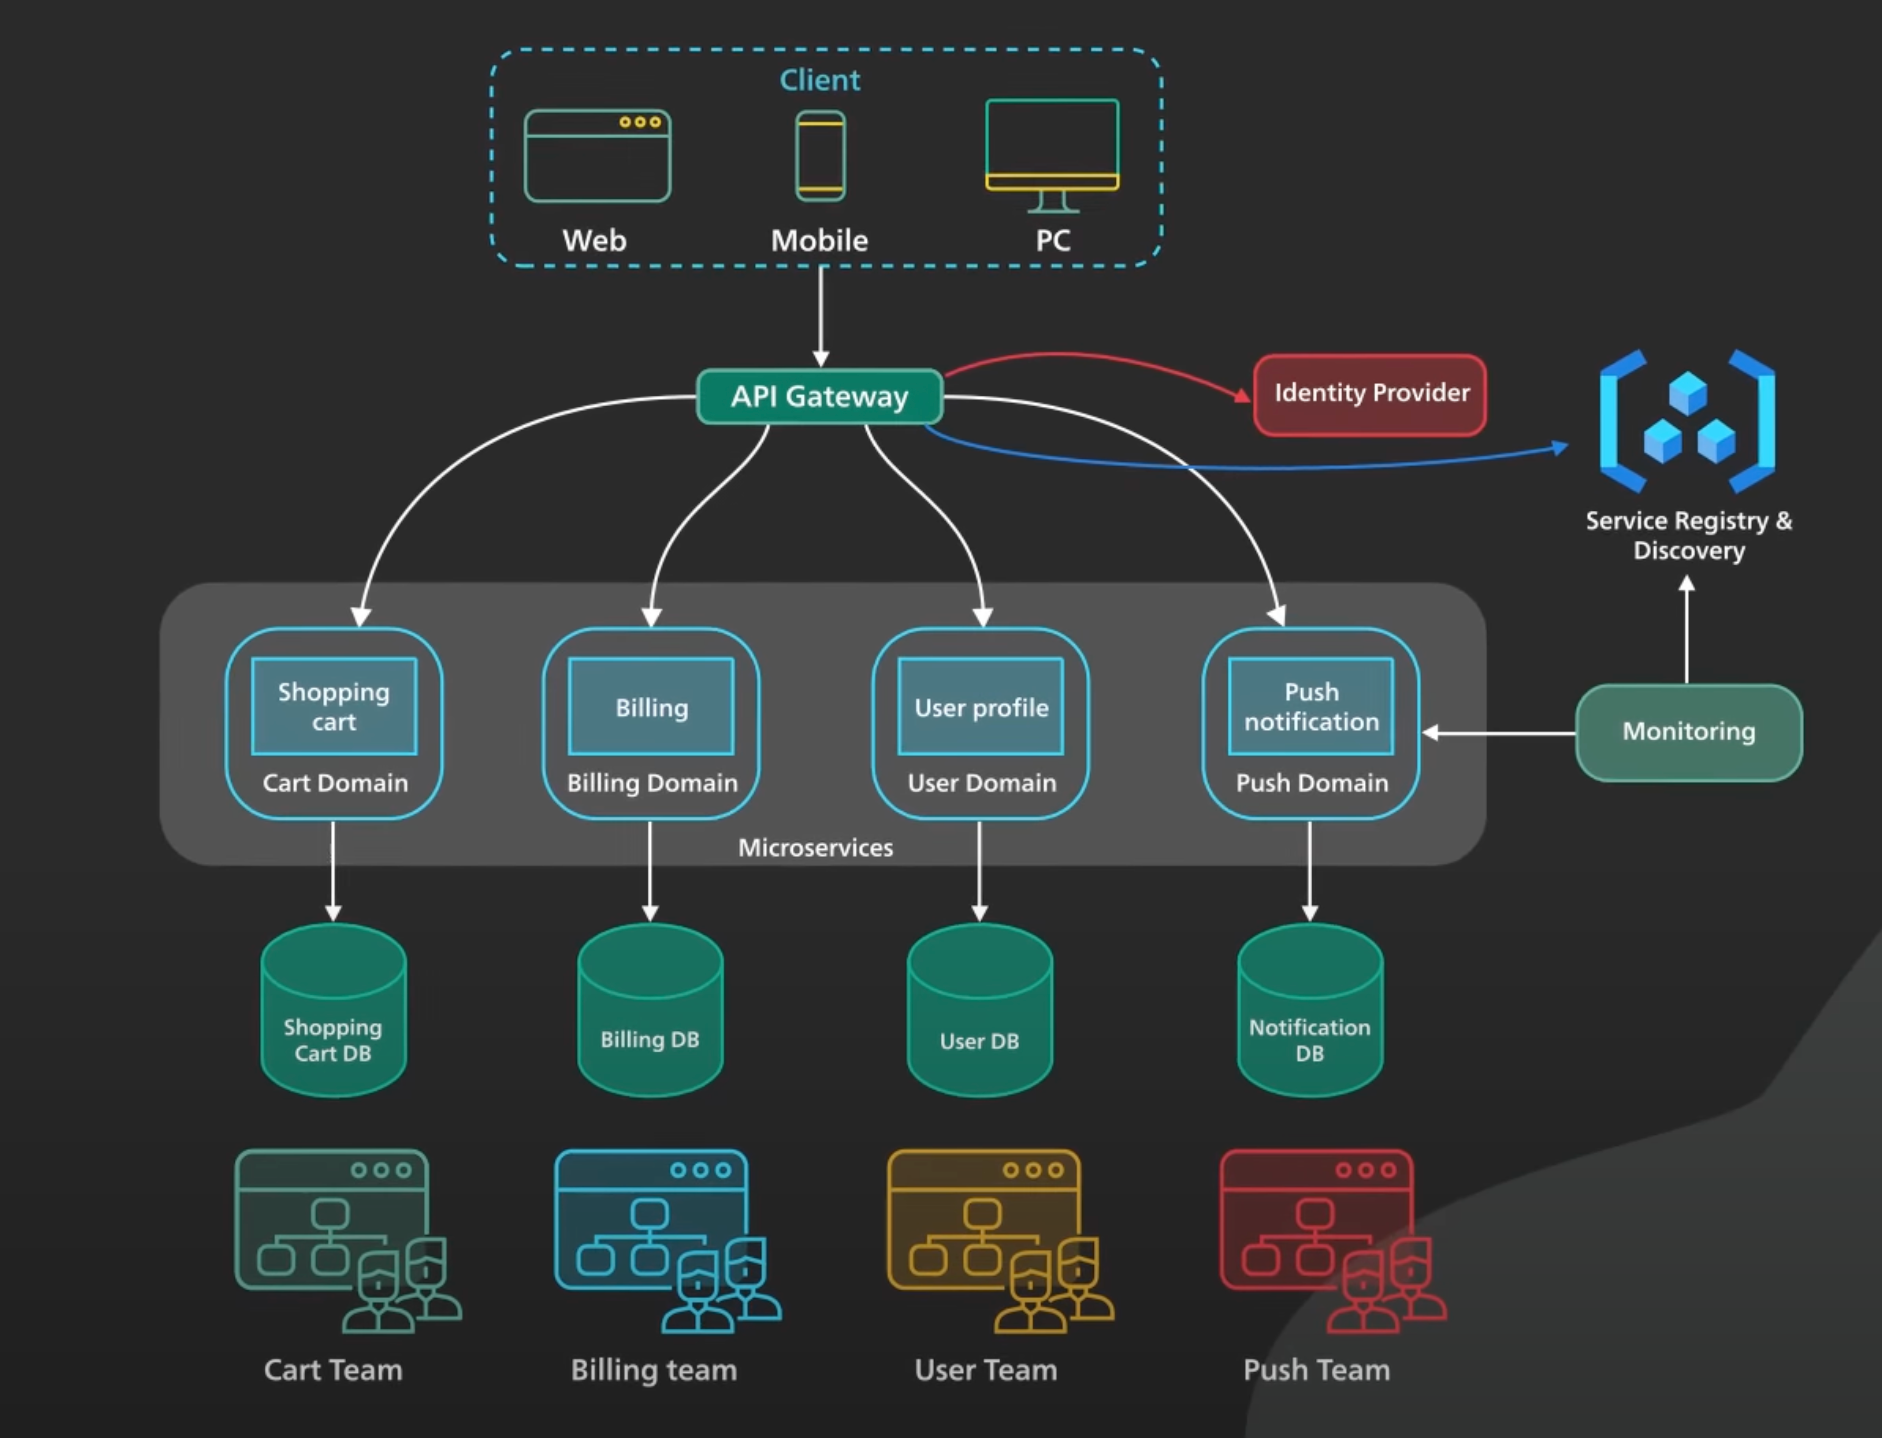 Client
Web
Mobile
PC
API Gateway
Identity Provider
Service Registry &
Discovery
Shopping
cart
Cart Domain
Billing
Billing Domain
User profile
User Domain
Push
notification
Push Domain
Monitoring
Microservices
Shopping
Cart DB
Billing DB
User DB
Notification
DB
Cart Team
Billing team
User Team
Push Team